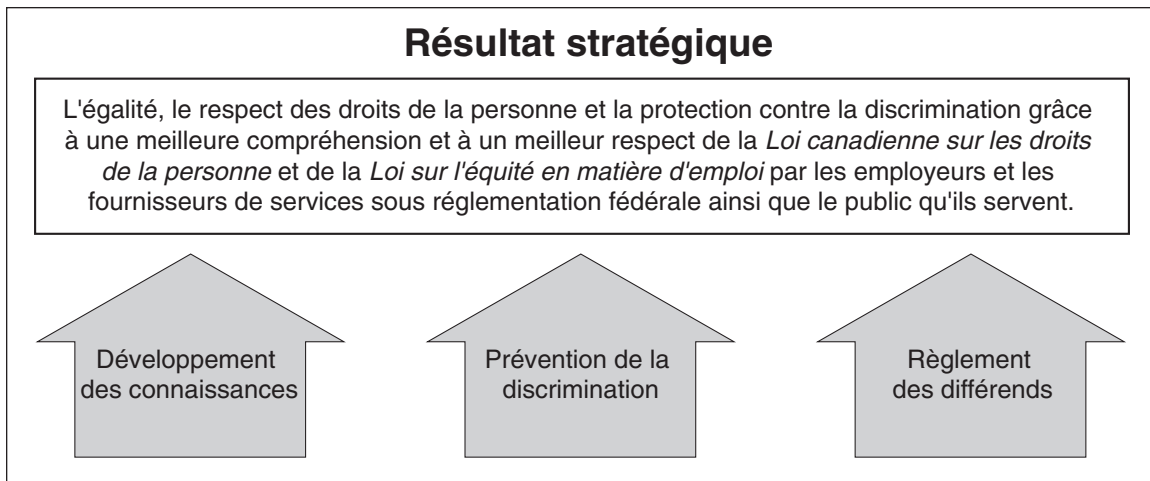 Résultat stratégique
L'égalité, le respect des droits de la personne et la protection contre la discrimination grâce
à une meilleure compréhension et à un meilleur respect de la Loi canadienne sur les droits
de la personne et de la Loi sur l'équité en matière d'emploi par les employeurs et les
fournisseurs de services sous réglementation fédérale ainsi que le public qu'ils servent.
Développement
des connaissances
Prévention de la
discrimination
Règlement
des différends